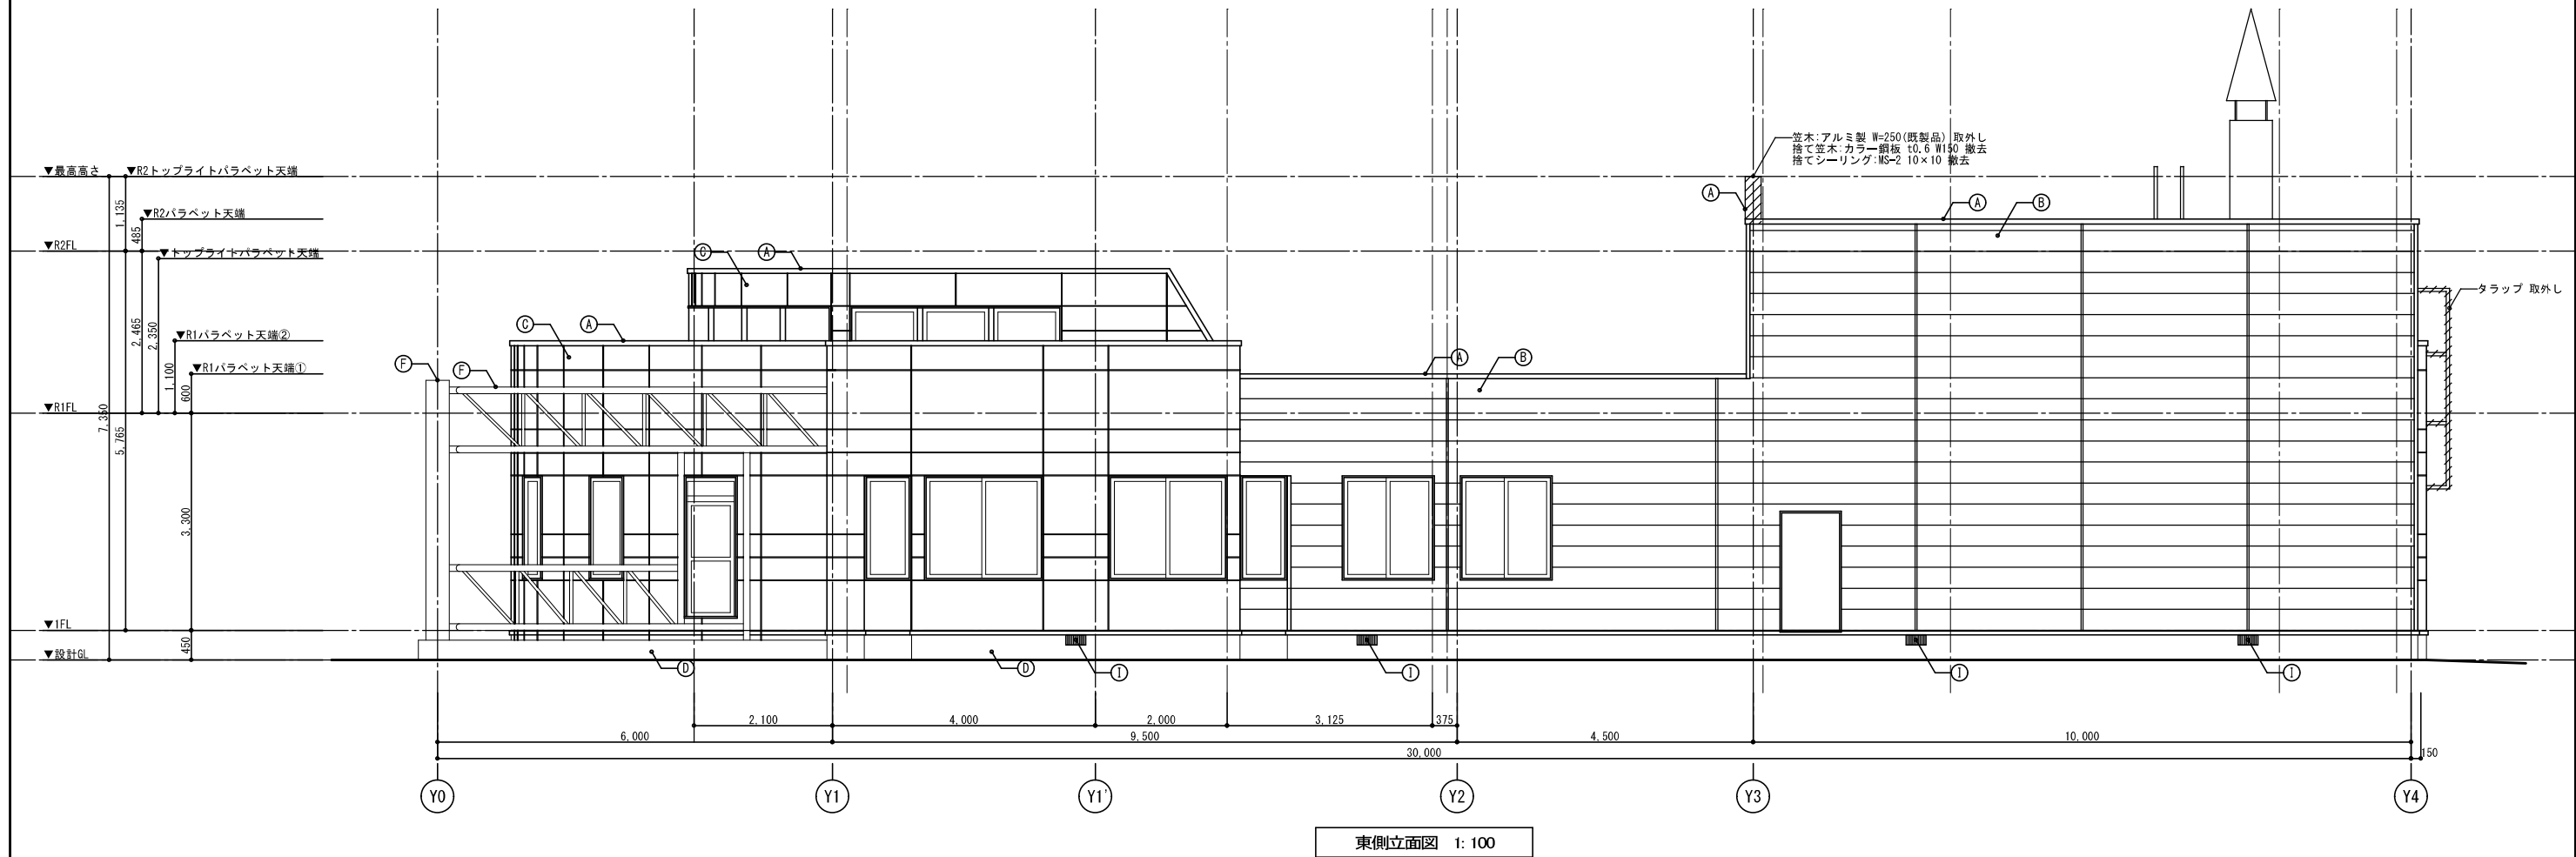 笠木:アルミ製 W=250(既製品) 取外し
捨て笠木:カラー鋼板 t0.6 W150 撤去
捨てシーリング:MS-2 10×10 撤去
▼最高高さ
▼R2トップライトパラペット天端
1,135
▼R2パラペット天端
485
▼R2FL
▼トップライトパラペット天端
2,465
2,350
▼R1パラペット天端②
1,100
▼R1パラペット天端①
600
▼R1FL
7,350
5,765
3,300
▼1FL
450
▼設計GL
A
A
B
C
A
タラップ 取外し
C
A
F
F
A
B
D
D
I
I
I
I
2,100
4,000
2,000
3,125
375
6,000
9,500
4,500
10,000
30,000
150
Y0
Y1
Y1'
Y2
Y3
Y4
東側立面図 1:100